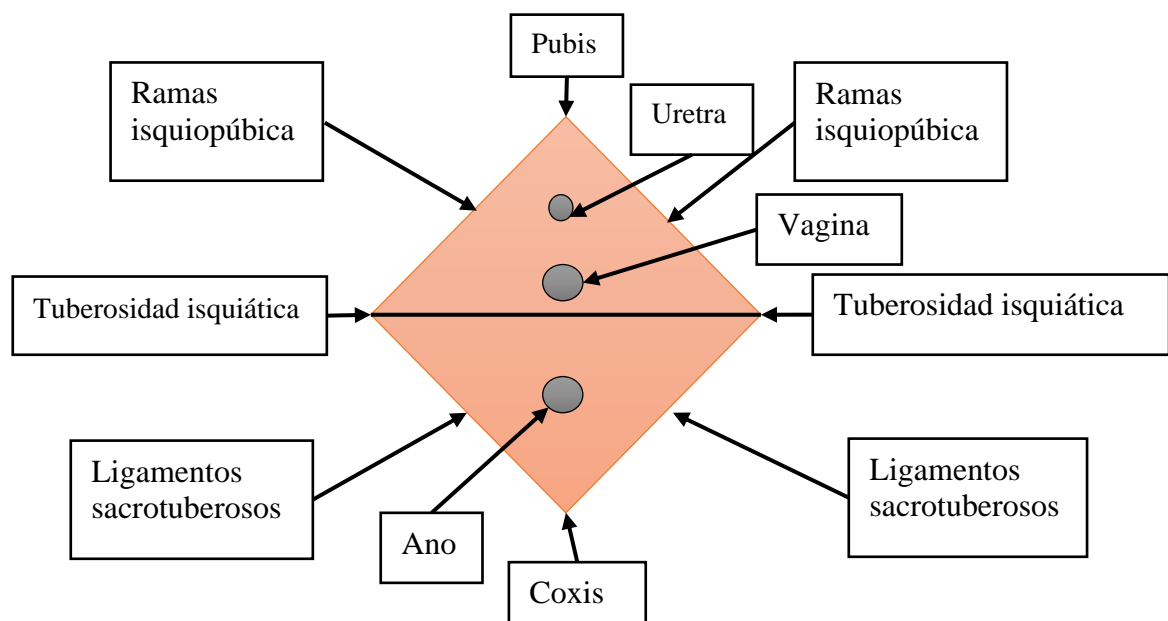 Pubis
Ramas
isquiopúbica
Uretra
Ramas
isquiopúbica
Vagina
Tuberosidad isquiática
Tuberosidad isquiática
Ligamentos
sacrotuberosos
Ano
Ligamentos
sacrotuberosos
Coxis